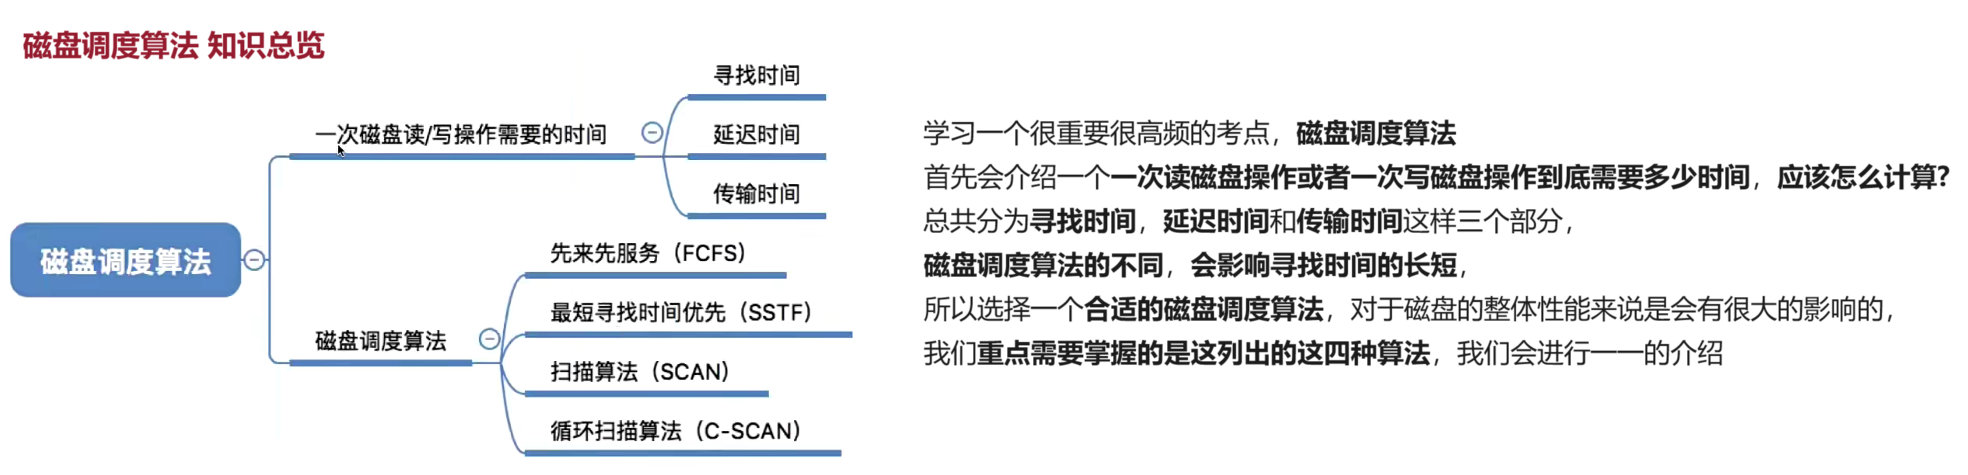 磁盘调度算法 知识总览
磁盘调度算法
一次磁盘读/写操作需要的时间
寻找时间
延迟时间
传输时间
磁盘调度算法
先来先服务（FCFS）
最短寻找时间优先（SSTF）
扫描算法（SCAN）
循环扫描算法（C-SCAN）
学习一个很重要很高频的考点，磁盘调度算法
首先会介绍一个一次读磁盘操作或者一次写磁盘操作到底需要多少时间，应该怎么计算?
总共分为寻找时间，延迟时间和传输时间这样三个部分，
磁盘调度算法的不同，会影响寻找时间的长短，
所以选择一个合适的磁盘调度算法，对于磁盘的整体性能来说是会有很大的影响的，
我们重点需要掌握的是这列出的这四种算法，我们会进行一一的介绍